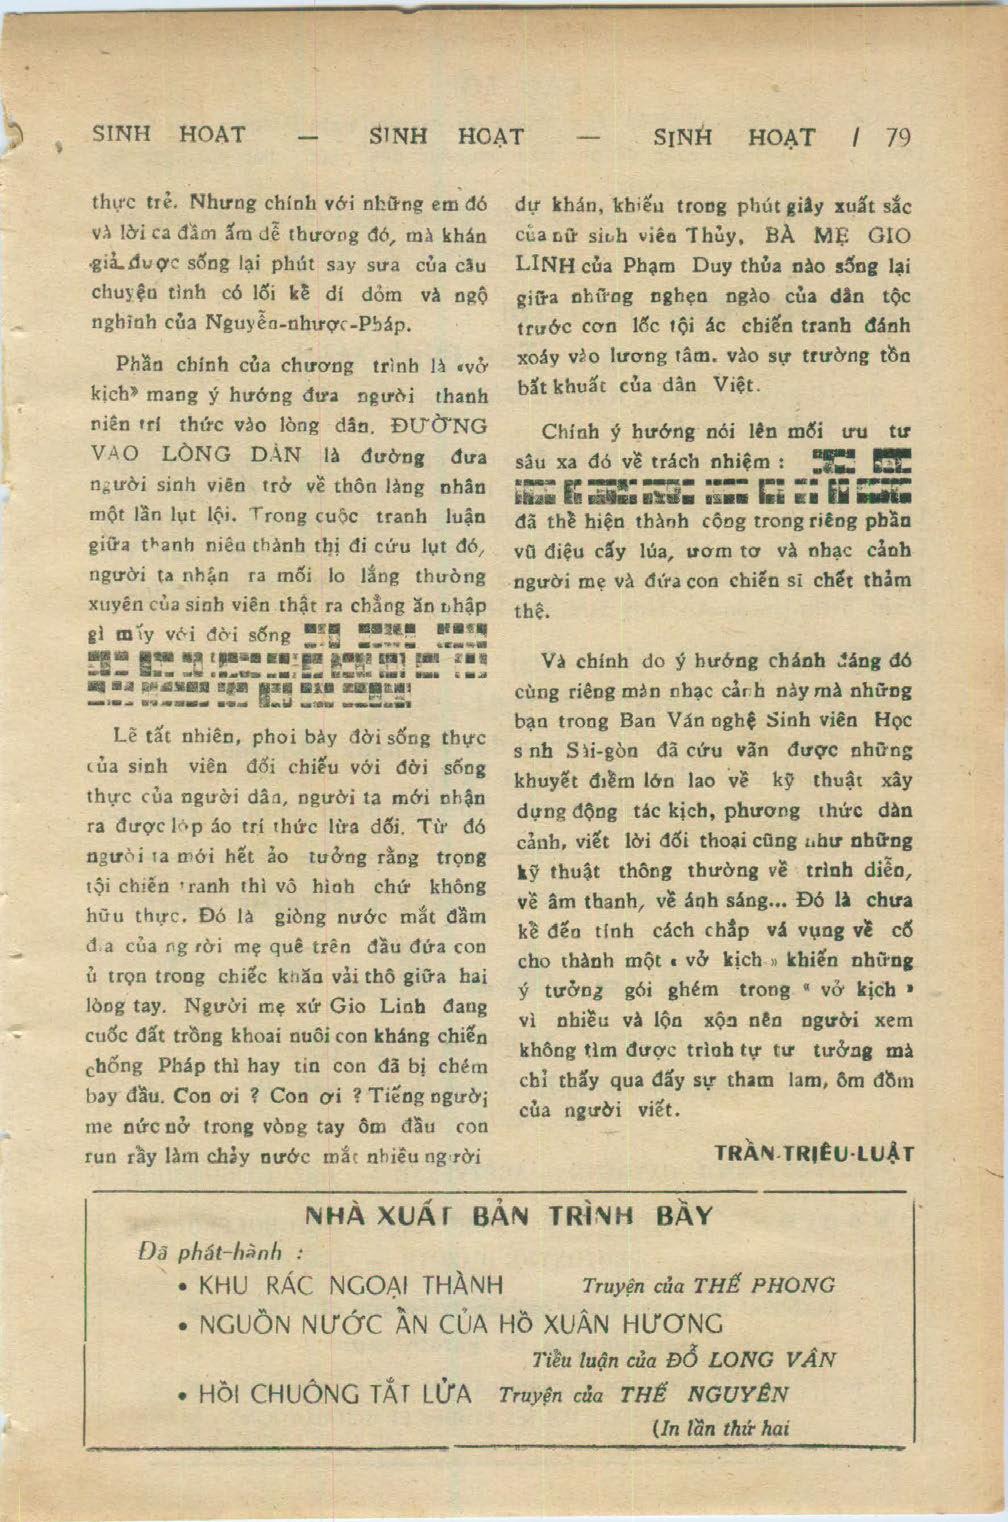 SINH HOẠT — SINH HOẠT — SINH HOẠT / 79
thực trẻ. Nhưng chính với những em đó
và lời ca đầm ấm dễ thương đó, mà khán
giả được sống lại phút say sưa của câu
chuyện tình có lối kể dí dỏm và ngộ
nghĩnh của Nguyễn-nhược-Pháp.
Phần chính của chương trình là «vở
kịch» mang ý hướng đưa người thanh
niên trí thức vào lòng dân. ĐƯỜNG
VÀO LÒNG DÂN là đường đưa
người sinh viên trở về thôn làng nhân
một lần lụt lội. Trong cuộc tranh luận
giữa thanh niên thành thị đi cứu lụt đó,
người ta nhận ra mối lo lắng thường
xuyên của sinh viên thật ra chẳng ăn nhập
gì mấy với đời sống
Lẽ tất nhiên, phoi bày đời sống thực
của sinh viên đối chiếu với đời sống
thực của người dân, người ta mới nhận
ra được lớp áo trí thức lừa dối. Từ đó
người ta mới hết ảo tưởng rằng trọng
tội chiến tranh thì vô hình chứ không
hữu thực. Đó là giòng nước mắt đầm
đìa của người mẹ quê trên đầu đứa con
ủ trọn trong chiếc khăn vải thô giữa hai
lòng tay. Người mẹ xứ Gio Linh đang
cuốc đất trồng khoai nuôi con kháng chiến
chống Pháp thì hay tin con đã bị chém
bay đầu. Con ơi ? Con ơi ? Tiếng người
mẹ nức nở trong vòng tay ôm đầu con
run rẩy làm chảy nước mắt nhiều người
dự khán, khiến trong phút giây xuất sắc
của nữ sinh viên Thủy, BÀ MẸ GIO
LINH của Phạm Duy thủa nào sống lại
giữa những nghẹn ngào của dân tộc
trước cơn lốc tội ác chiến tranh đánh
xoáy vào lương tâm. vào sự trường tồn
bất khuất của dân Việt.
Chính ý hướng nói lên mối ưu tư
sâu xa đó về trách nhiệm :
đã thể hiện thành công trong riêng phần
vũ điệu cấy lúa, ươm tơ và nhạc cảnh
người mẹ và đứa con chiến sĩ chết thảm
thê.
Và chính do ý hướng chánh đáng đó
cùng riêng màn nhạc cảnh này mà những
bạn trong Ban Văn nghệ Sinh viên Học
sinh Sài-gòn đã cứu vãn được những
khuyết điểm lớn lao về kỹ thuật xây
dựng động tác kịch, phương thức dàn
cảnh, viết lời đối thoại cũng như những
kỹ thuật thông thường về trình diễn,
về âm thanh, về ánh sáng... Đó là chưa
kể đến tính cách chắp vá vụng về cố
cho thành một « vở kịch » khiến những
ý tưởng gói ghém trong « vở kịch »
vì nhiều và lộn xộn nên người xem
không tìm được trình tự tư tưởng mà
chỉ thấy qua đấy sự tham lam, ôm đồm
của người viết.
TRẦN-TRIỆU-LUẬT
NHÀ XUẤT BẢN TRÌNH BẦY
Đã phát-hành :
• KHU RÁC NGOẠI THÀNH Truyện của THẾ PHONG
• NGUỒN NƯỚC ẨN CỦA HỒ XUÂN HƯƠNG
Tiểu luận của ĐỖ LONG VÂN
• HỒI CHUÔNG TẮT LỬA Truyện của THẾ NGUYÊN
(In lần thứ hai